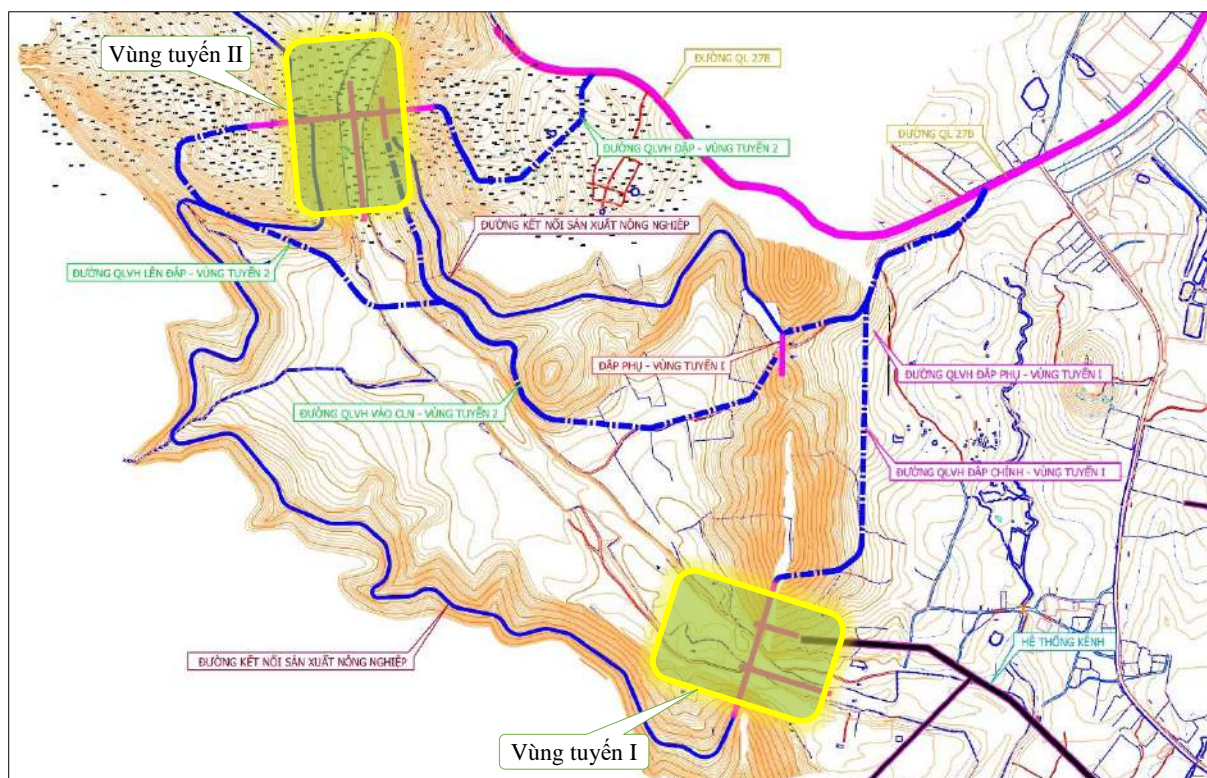 Vùng tuyến II
ĐƯỜNG QL 27B
ĐƯỜNG QL 27B
ĐƯỜNG QLVH ĐẬP - VÙNG TUYẾN 2
ĐƯỜNG KẾT NỐI SẢN XUẤT NÔNG NGHIỆP
ĐƯỜNG QLVH LÊN ĐẬP - VÙNG TUYẾN 2
ĐẬP PHỤ - VÙNG TUYẾN I
ĐƯỜNG QLVH ĐẬP PHỤ - VÙNG TUYẾN I
ĐƯỜNG QLVH VÀO CLN - VÙNG TUYẾN 2
ĐƯỜNG QLVH ĐẬP CHÍNH - VÙNG TUYẾN I
HỆ THỐNG KÊNH
ĐƯỜNG KẾT NỐI SẢN XUẤT NÔNG NGHIỆP
Vùng tuyến I